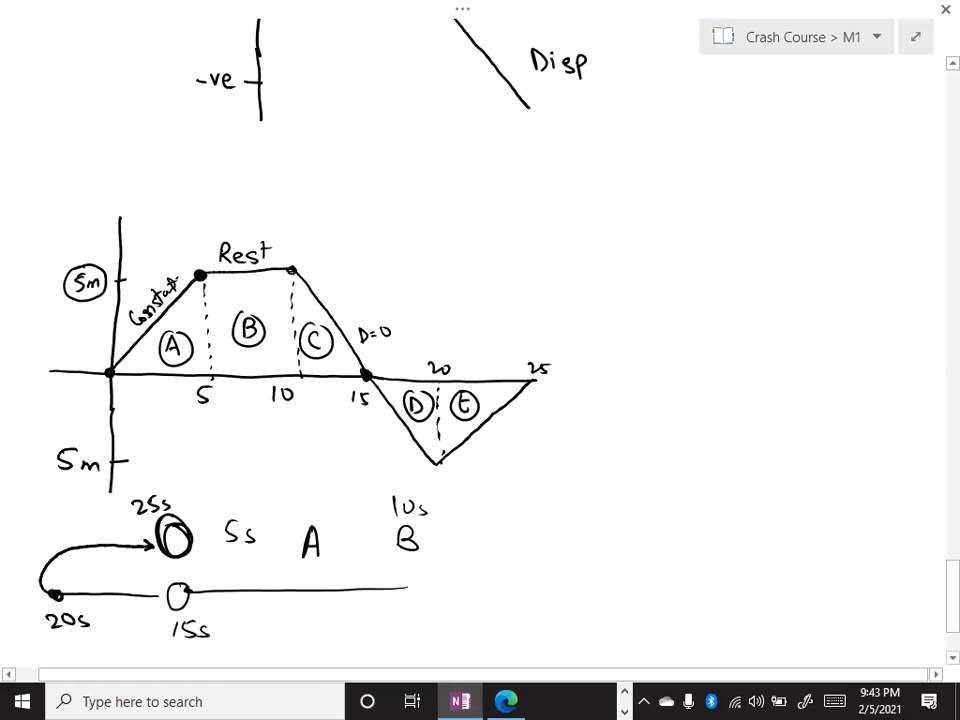 Crash Course > M1
Disp
-ve
Rest
5m
Constat
A
B
C
D=0
5
10
15
20
25
D
E
5m
25s
5s
A
10s
B
20s
15s
Type here to search
9:43 PM
2/5/2021